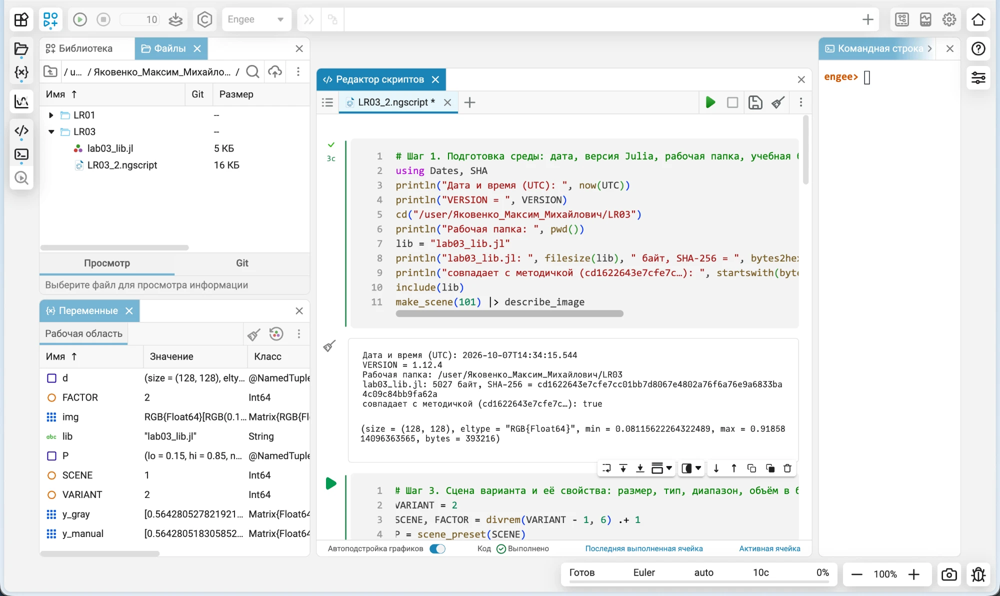 10
Engee
Библиотека
Файлы
/ u... / Яковенко_Максим_Михайло... /
Имя ↑ Git Размер
LR01 --
LR03 --
lab03_lib.jl 5 КБ
LR03_2.ngscript 16 КБ
Просмотр Git
Выберите файл для просмотра информации
Переменные
Рабочая область
Имя ↑ Значение Класс
d (size = (128, 128), elty... @NamedTuple
FACTOR 2 Int64
img RGB{Float64}[RGB(0.1... Matrix{RGB{Fl
abc lib "lab03_lib.jl" String
P (lo = 0.15, hi = 0.85, n... @NamedTuple
SCENE 1 Int64
VARIANT 2 Int64
y_gray [0.564280527821921... Matrix{Float64
y_manual [0.564280518305852... Matrix{Float64
Редактор скриптов
LR03_2.ngscript *
3с
1 # Шаг 1. Подготовка среды: дата, версия Julia, рабочая папка, учебная
2 using Dates, SHA
3 println("Дата и время (UTC): ", now(UTC))
4 println("VERSION = ", VERSION)
5 cd("/user/Яковенко_Максим_Михайлович/LR03")
6 println("Рабочая папка: ", pwd())
7 lib = "lab03_lib.jl"
8 println("lab03_lib.jl: ", filesize(lib), " байт, SHA-256 = ", bytes2hex
9 println("совпадает с методичкой (cd1622643e7cfe7c…): ", startswith(byte
10 include(lib)
11 make_scene(101) |> describe_image
Дата и время (UTC): 2026-10-07T14:34:15.544
VERSION = 1.12.4
Рабочая папка: /user/Яковенко_Максим_Михайлович/LR03
lab03_lib.jl: 5027 байт, SHA-256 = cd1622643e7cfe7cc01bb7d8067e4802a76f6a76e9a6833ba
4c09c84bb9fa62a
совпадает с методичкой (cd1622643e7cfe7c…): true
(size = (128, 128), eltype = "RGB{Float64}", min = 0.08115622264322489, max = 0.91858
14096363565, bytes = 393216)
1 # Шаг 3. Сцена варианта и её свойства: размер, тип, диапазон, объём в
2 VARIANT = 2
3 SCENE, FACTOR = divrem(VARIANT - 1, 6) .+ 1
4 P = scene_preset(SCENE)
Автоподстройка графиков
Код Выполнено
Последняя выполненная ячейка
Активная ячейка
Командная строка
engee>
Готов Euler auto 10с 0%
100%